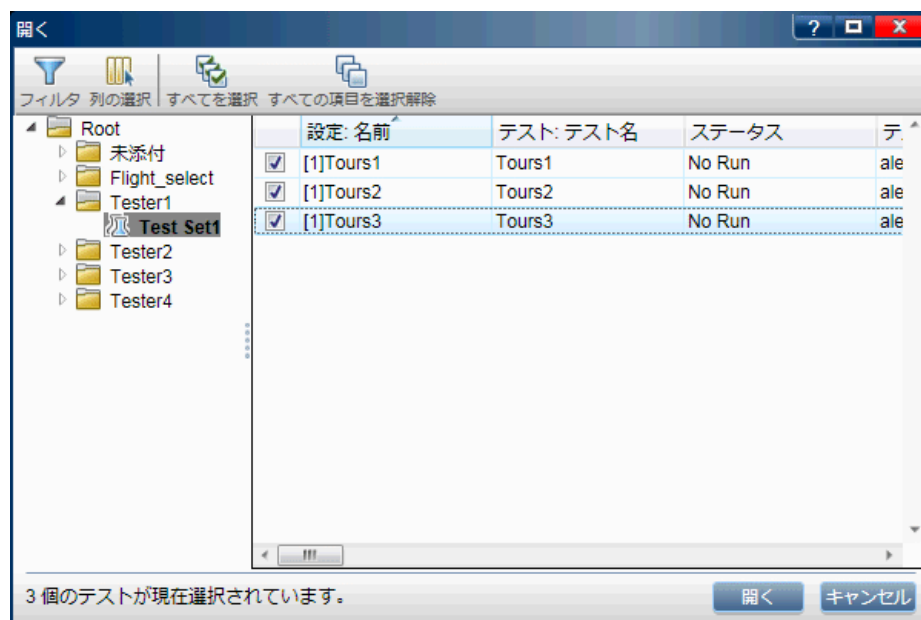 開く
?
フィルタ 列の選択 すべてを選択 すべての項目を選択解除
Root
未添付
Flight_select
Tester1
Test Set1
Tester2
Tester3
Tester4
設定: 名前 テスト: テスト名 ステータス テ
[1]Tours1 Tours1 No Run ale
[1]Tours2 Tours2 No Run ale
[1]Tours3 Tours3 No Run ale
3 個のテストが現在選択されています。
開く キャンセル